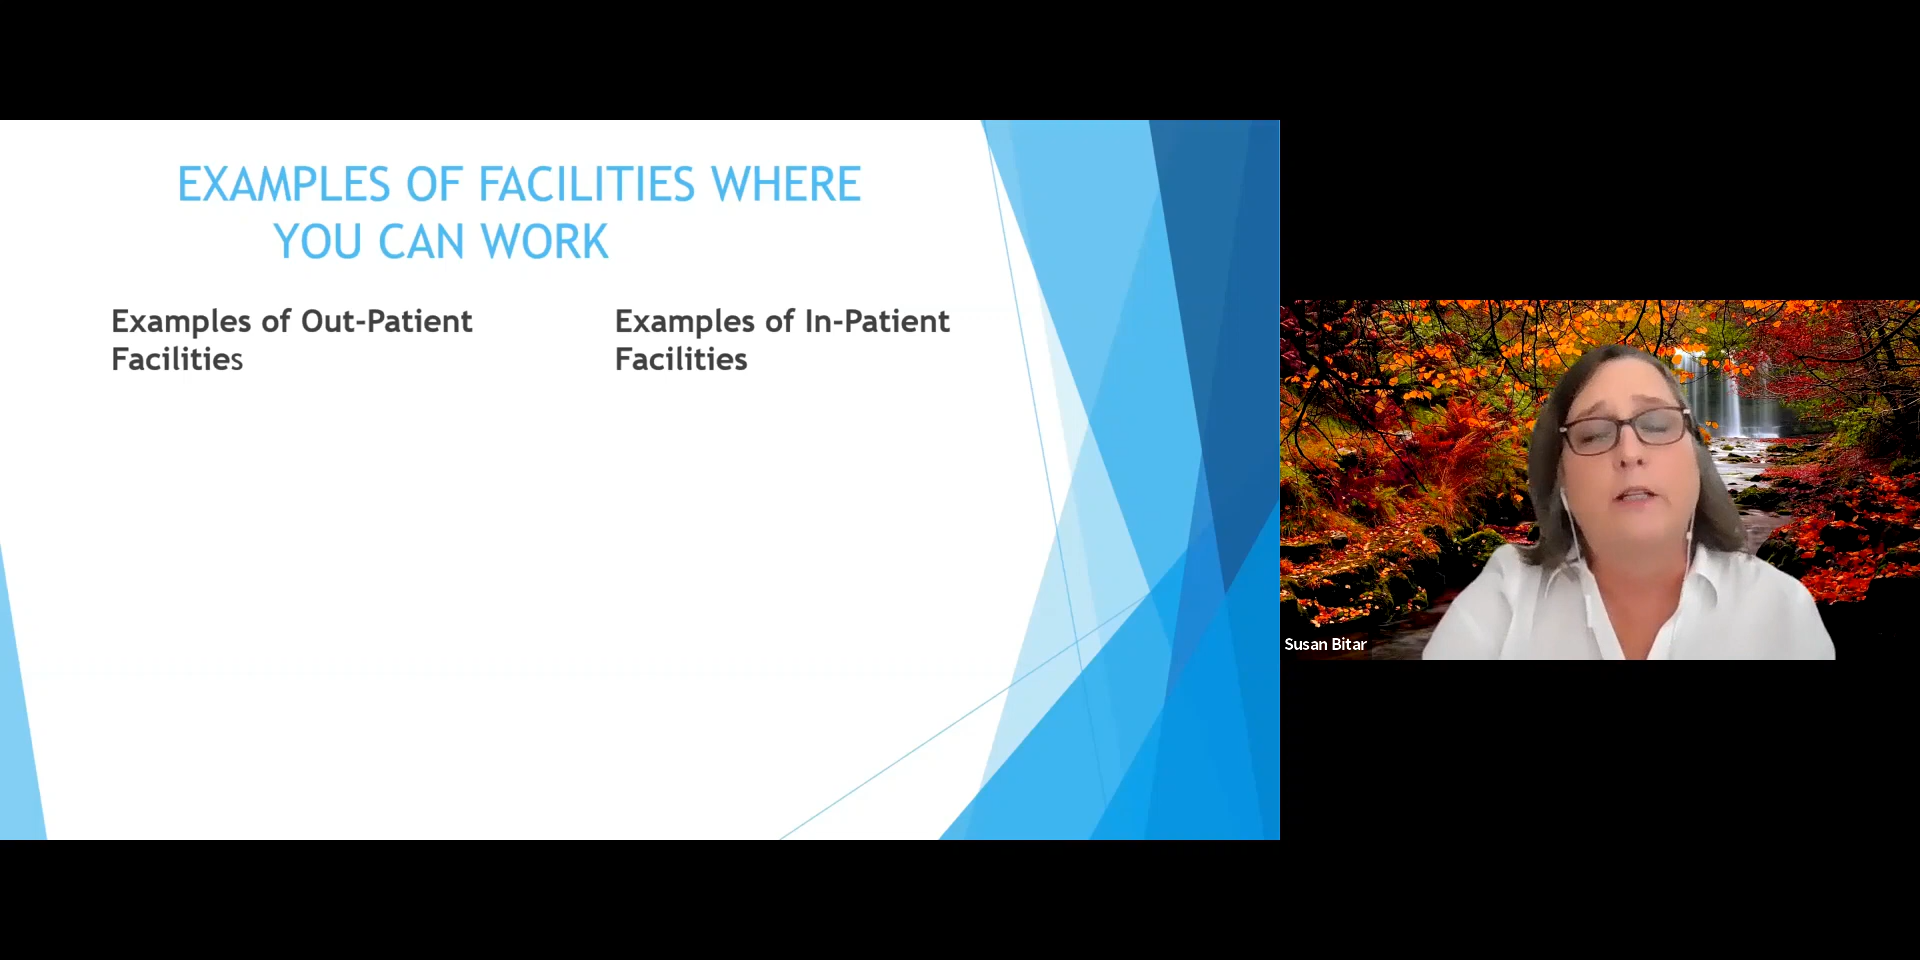 EXAMPLES OF FACILITIES WHERE
YOU CAN WORK
Examples of Out-Patient
Facilities
Examples of In-Patient
Facilities
Susan Bitar